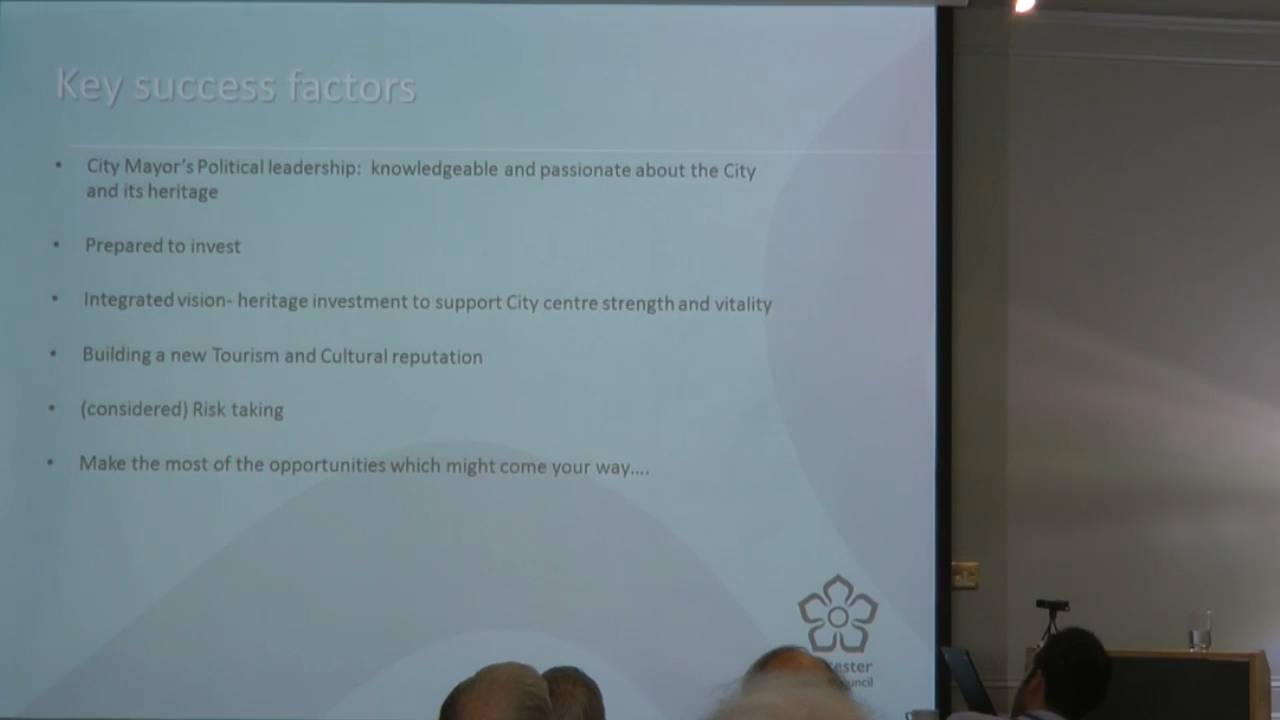 Key success factors
• City Mayor's Political leadership:  knowledgeable and passionate about the City
and its heritage
• Prepared to invest
• Integrated vision- heritage investment to support City centre strength and vitality
• Building a new Tourism and Cultural reputation
• (considered) Risk taking
• Make the most of the opportunities which might come your way....